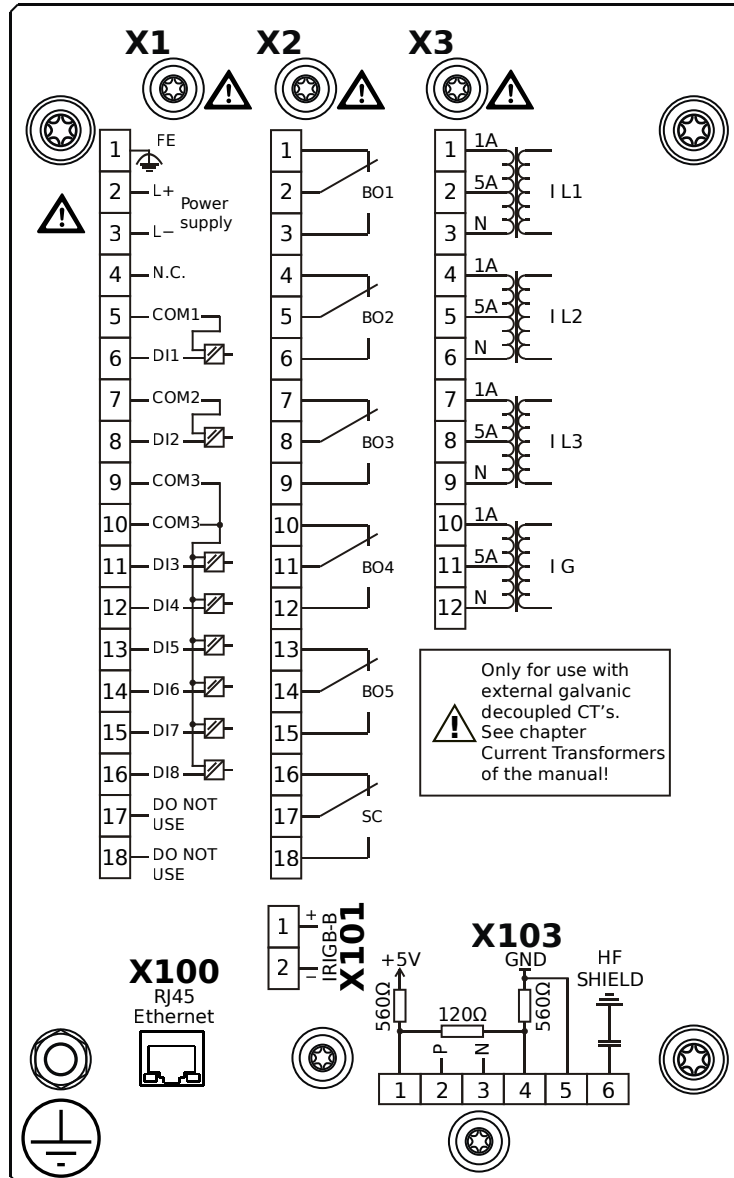 X1
X2
X3
1
FE
2
L+
Power
supply
3
L−
4
N.C.
5
COM1
6
DI1
7
COM2
8
DI2
9
COM3
10
COM3
11
DI3
12
DI4
13
DI5
14
DI6
15
DI7
16
DI8
17
DO NOT
USE
18
DO NOT
USE
1
2
BO1
3
4
5
BO2
6
7
8
BO3
9
10
11
BO4
12
13
14
BO5
15
16
17
SC
18
1
1A
2
5A
I L1
3
N
4
1A
5
5A
I L2
6
N
7
1A
8
5A
I L3
9
N
10
1A
11
5A
I G
12
N
Only for use with
external galvanic
decoupled CT's.
See chapter
Current Transformers
of the manual!
X100
RJ45
Ethernet
1
+
2
−
IRIGB-B
X101
X103
+5V
GND
HF
SHIELD
560Ω
120Ω
560Ω
P
N
1
2
3
4
5
6